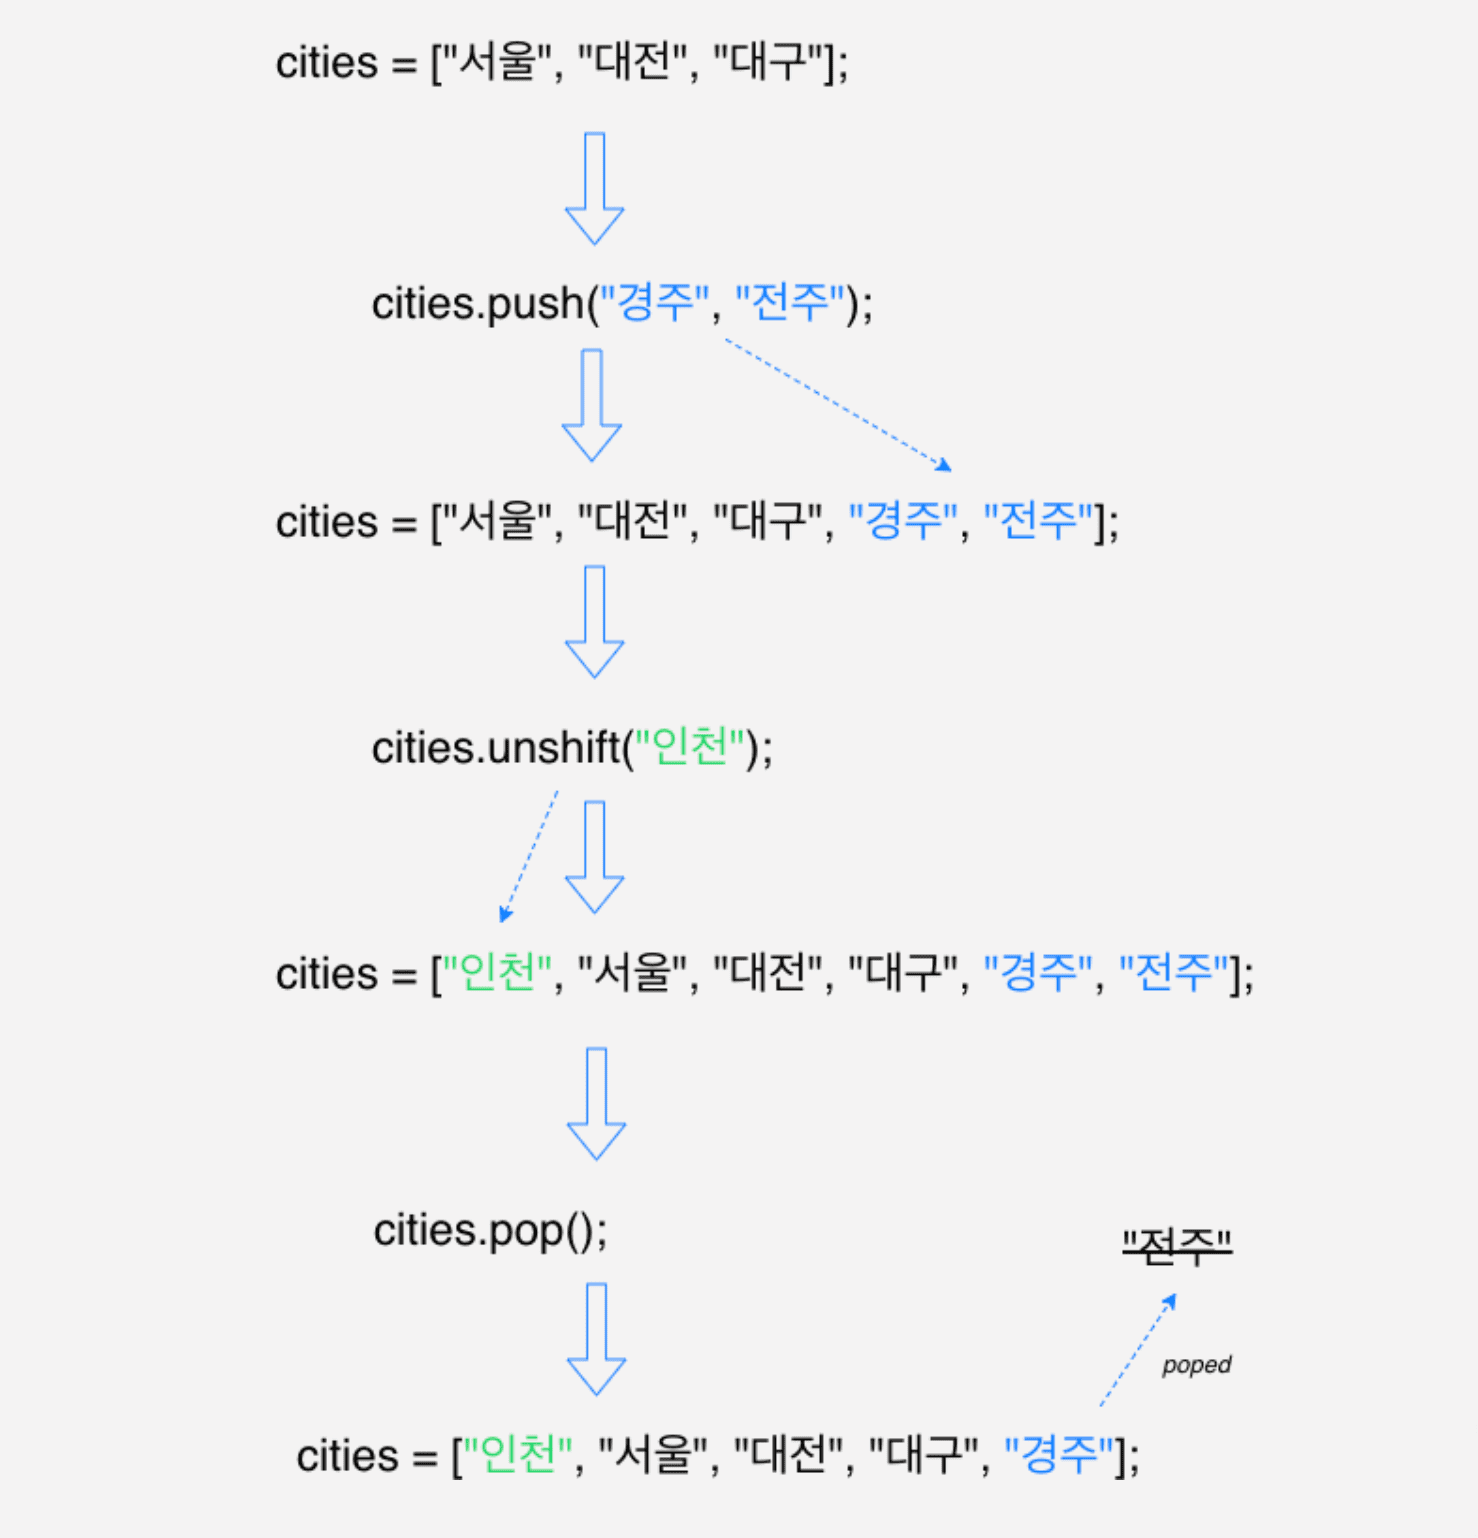 cities = ["서울", "대전", "대구"];
cities.push("경주", "전주");
cities = ["서울", "대전", "대구", "경주", "전주"];
cities.unshift("인천");
cities = ["인천", "서울", "대전", "대구", "경주", "전주"];
cities.pop();
"전주"
poped
cities = ["인천", "서울", "대전", "대구", "경주"];